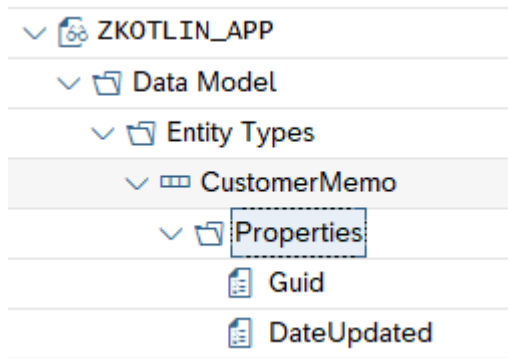 ZKOTLIN_APP
Data Model
Entity Types
CustomerMemo
Properties
Guid
DateUpdated